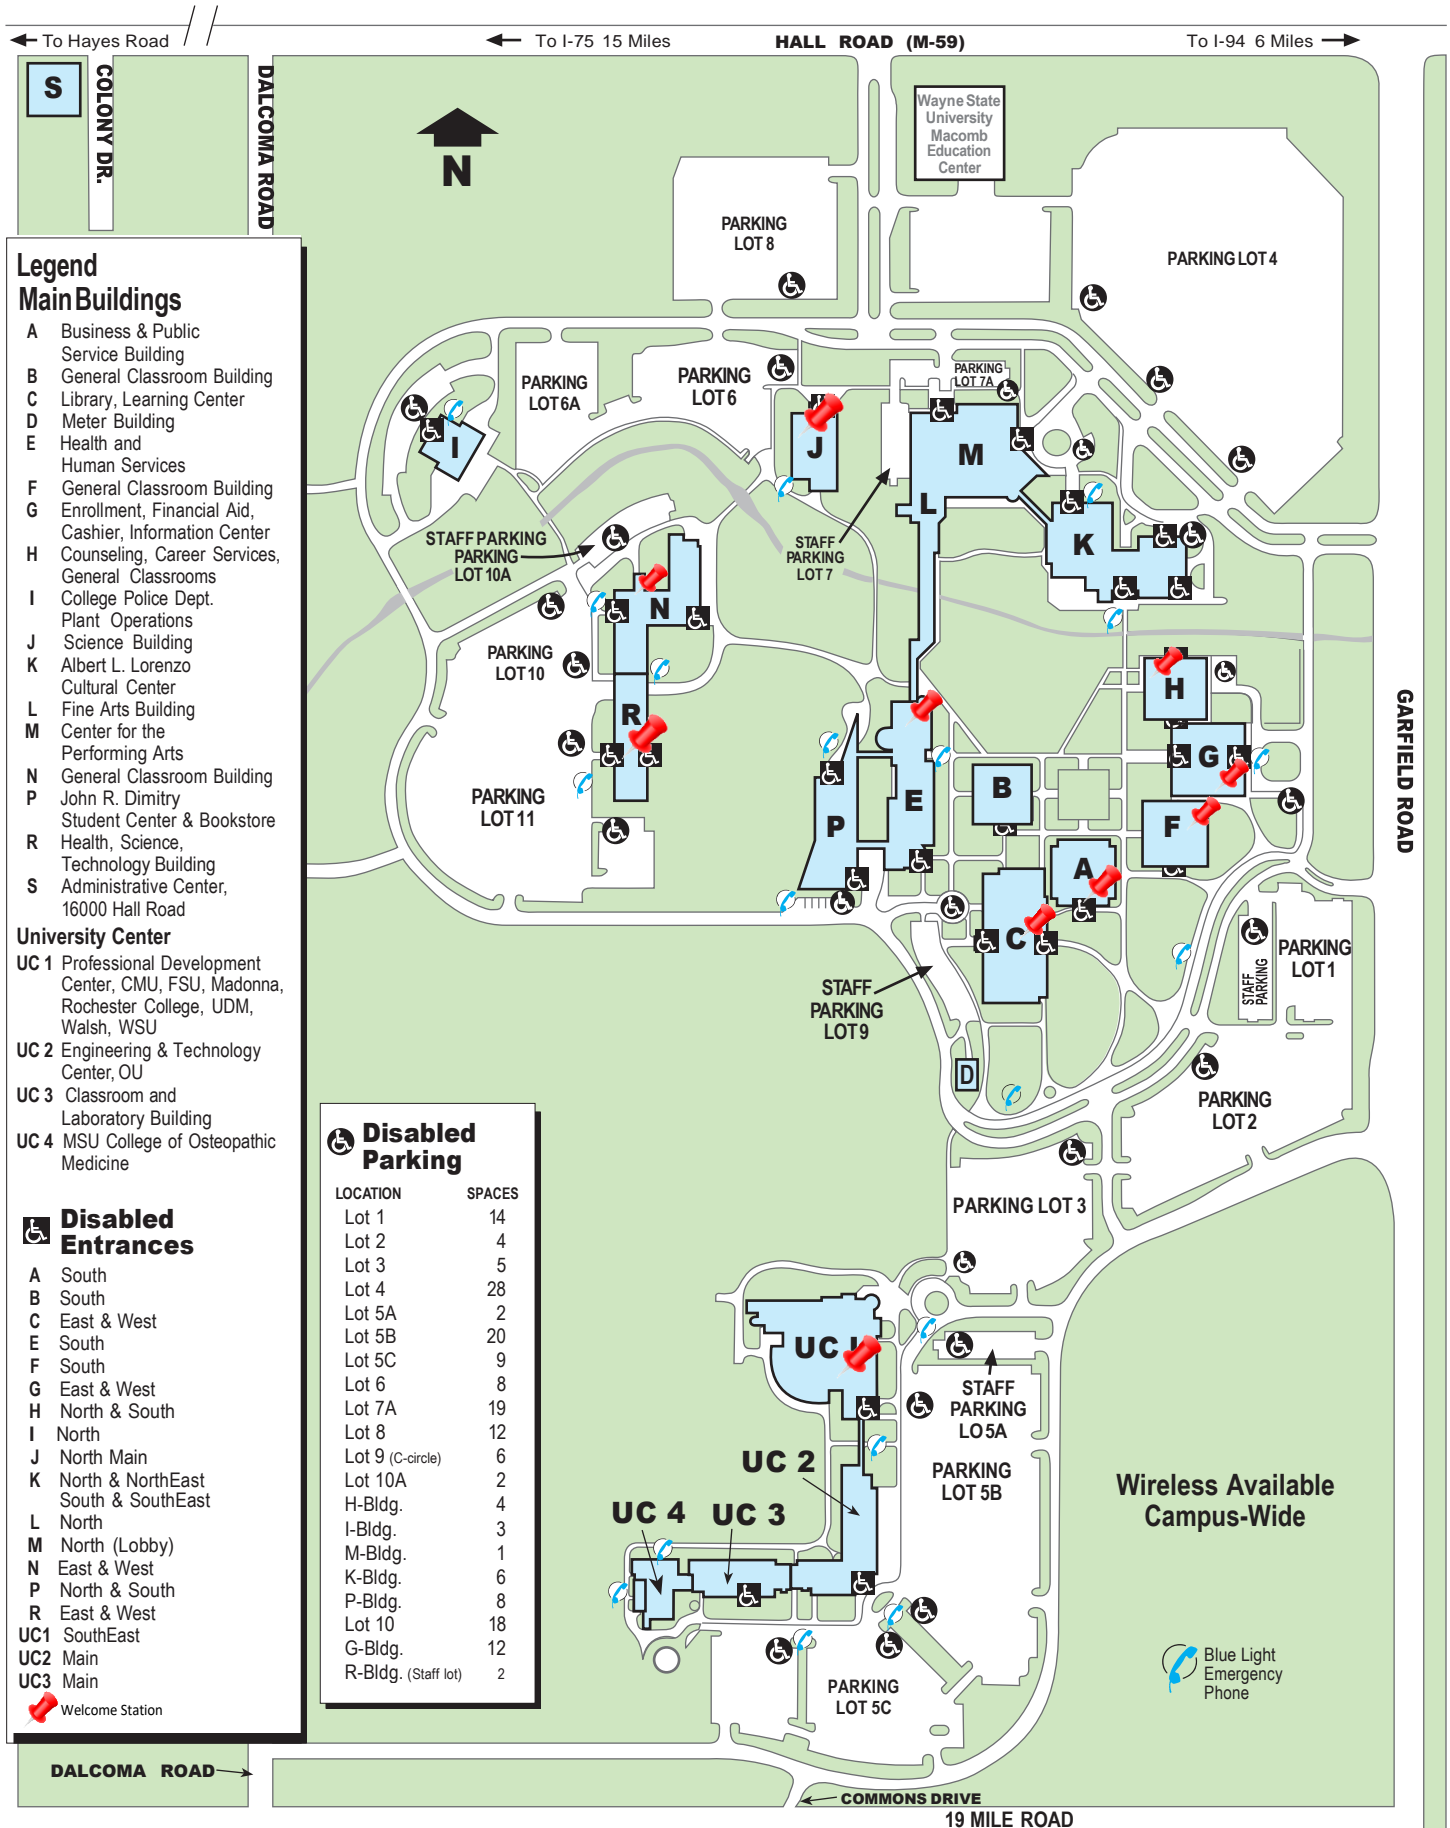 To Hayes Road
To I-75 15 Miles
HALL ROAD (M-59)
To I-94 6 Miles
S
COLONY DR.
DALCOMA ROAD
N
Wayne State
University
Macomb
Education
Center
PARKING
LOT 8
PARKING LOT 4
Legend
Main Buildings
A Business & Public
Service Building
B General Classroom Building
C Library, Learning Center
D Meter Building
E Health and
Human Services
F General Classroom Building
G Enrollment, Financial Aid,
Cashier, Information Center
H Counseling, Career Services,
General Classrooms
I College Police Dept.
Plant Operations
J Science Building
K Albert L. Lorenzo
Cultural Center
L Fine Arts Building
M Center for the
Performing Arts
N General Classroom Building
P John R. Dimitry
Student Center & Bookstore
R Health, Science,
Technology Building
S Administrative Center,
16000 Hall Road
University Center
UC 1 Professional Development
Center, CMU, FSU, Madonna,
Rochester College, UDM,
Walsh, WSU
UC 2 Engineering & Technology
Center, OU
UC 3 Classroom and
Laboratory Building
UC 4 MSU College of Osteopathic
Medicine
Disabled
Entrances
A South
B South
C East & West
E South
F South
G East & West
H North & South
I North
J North Main
K North & NorthEast
South & SouthEast
L North
M North (Lobby)
N East & West
P North & South
R East & West
UC1 SouthEast
UC2 Main
UC3 Main
Welcome Station
PARKING
LOT 6A
PARKING
LOT 6
PARKING
LOT 7A
I
J
M
L
K
STAFF PARKING
PARKING
LOT 10A
STAFF
PARKING
LOT 7
N
PARKING
LOT 10
H
R
G
GARFIELD ROAD
PARKING
LOT 11
P
E
B
F
A
C
STAFF
PARKING
LOT 9
STAFF
PARKING
PARKING
LOT 1
D
PARKING
LOT 2
PARKING LOT 3
Disabled
Parking
LOCATION SPACES
Lot 1 14
Lot 2 4
Lot 3 5
Lot 4 28
Lot 5A 2
Lot 5B 20
Lot 5C 9
Lot 6 8
Lot 7A 19
Lot 8 12
Lot 9 (C-circle) 6
Lot 10A 2
H-Bldg. 4
I-Bldg. 3
M-Bldg. 1
K-Bldg. 6
P-Bldg. 8
Lot 10 18
G-Bldg. 12
R-Bldg. (Staff lot) 2
UC
STAFF
PARKING
LO 5A
UC 2
PARKING
LOT 5B
UC 4
UC 3
Wireless Available
Campus-Wide
PARKING
LOT 5C
Blue Light
Emergency
Phone
DALCOMA ROAD
COMMONS DRIVE
19 MILE ROAD